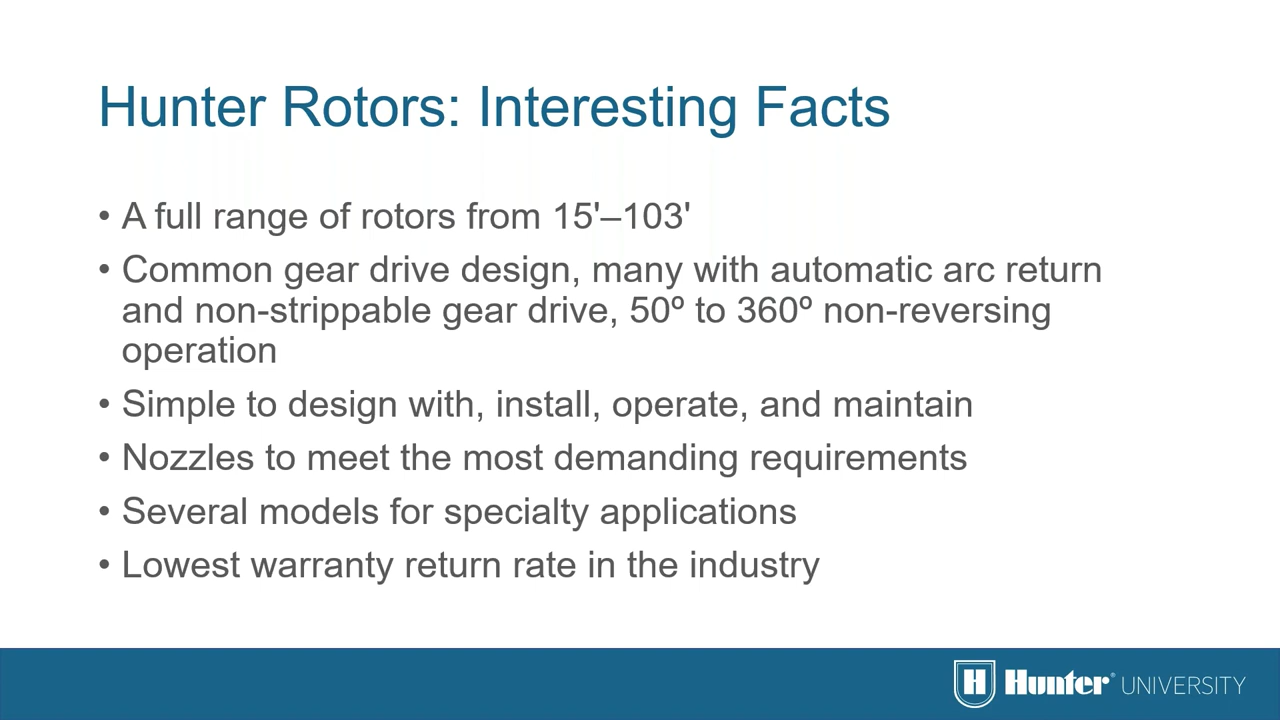 Hunter Rotors: Interesting Facts
• A full range of rotors from 15'–103'
• Common gear drive design, many with automatic arc return
and non-strippable gear drive, 50º to 360º non-reversing
operation
• Simple to design with, install, operate, and maintain
• Nozzles to meet the most demanding requirements
• Several models for specialty applications
• Lowest warranty return rate in the industry
H Hunter® UNIVERSITY